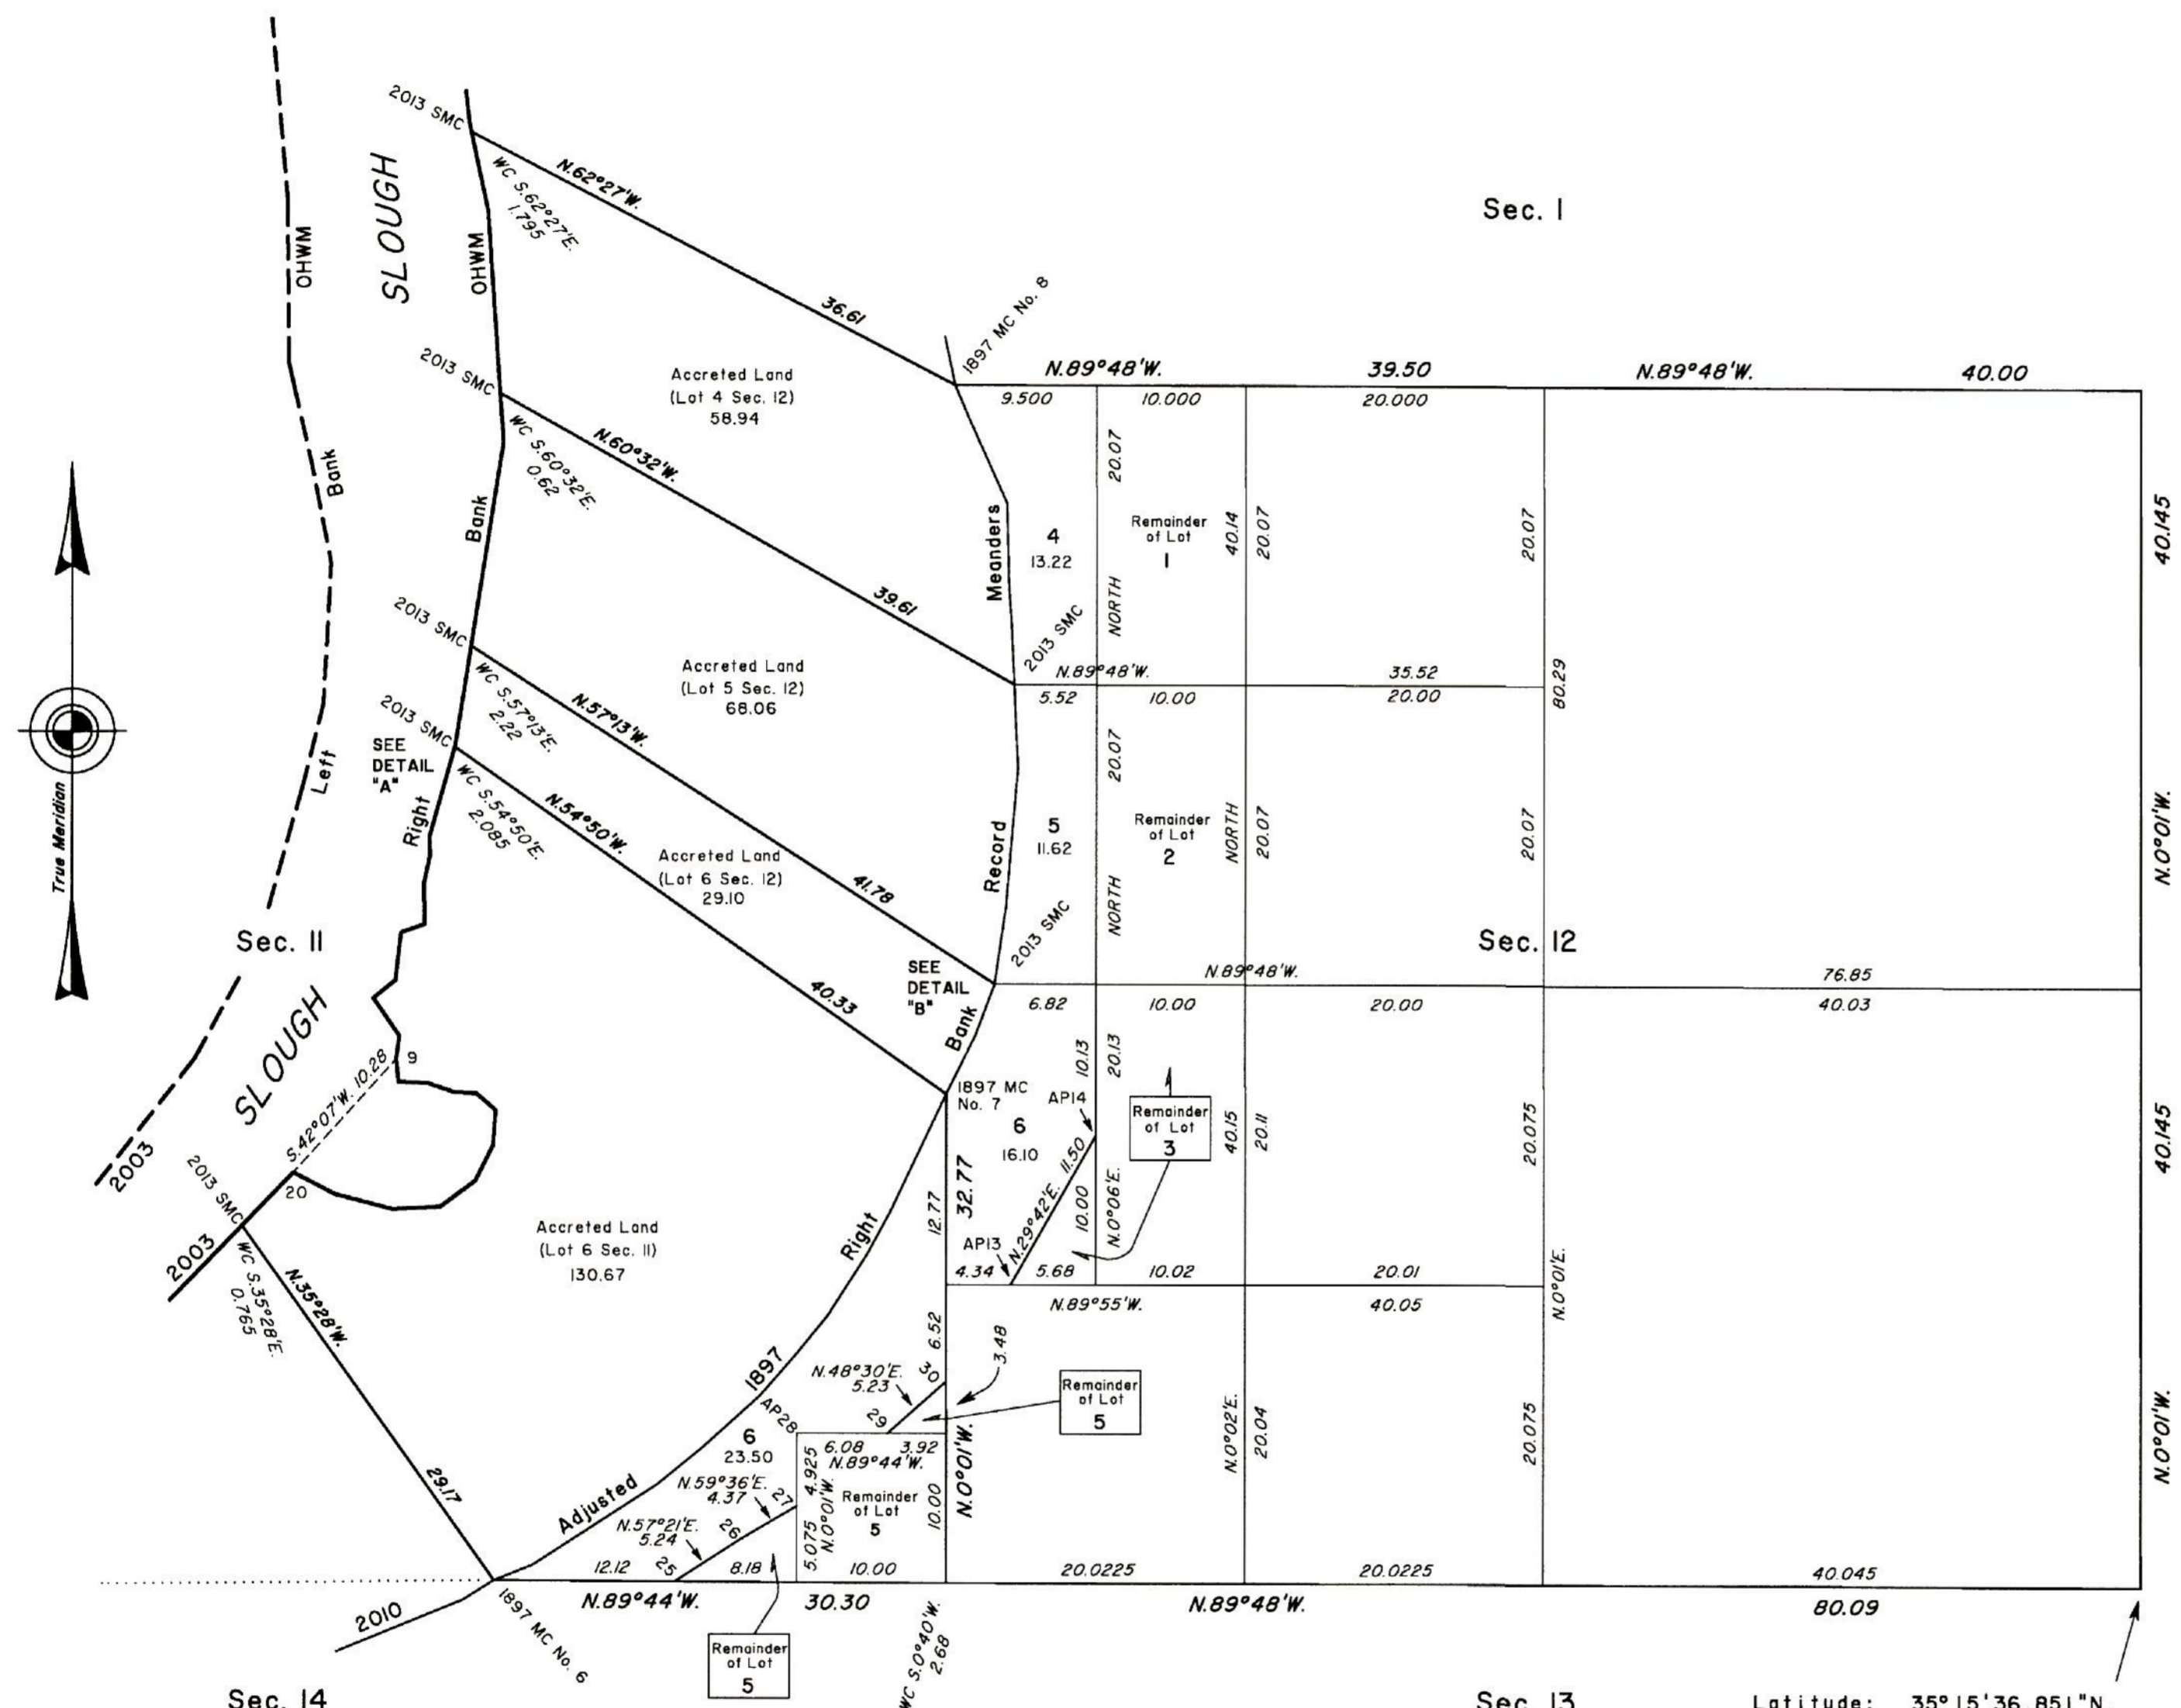 Sec. 1
2013 SMC
SLOUGH
OHWM
OHWM
WC S.62°27'E.
1.795
N.62°27'W.
36.61
1897 MC No. 8
N.89°48'W.
39.50
N.89°48'W.
40.00
9.500
10.000
20.000
2013 SMC
Accreted Land
(Lot 4 Sec. 12)
58.94
WC S.60°32'E.
0.62
N.60°32'W.
39.61
Bank
Bank
Left
Meanders
4
13.22
20.07
NORTH
Remainder
of Lot
1
40.14
20.07
20.07
40.145
2013 SMC
N.89°48'W.
35.52
5.52
10.00
20.00
80.29
2013 SMC
Accreted Land
(Lot 5 Sec. 12)
68.06
WC S.57°13'E.
2.22
N.57°13'W.
41.78
True Meridian
2013 SMC
SEE
DETAIL
"A"
Right
WC S.54°50'E.
2.085
N.54°50'W.
40.33
Accreted Land
(Lot 6 Sec. 12)
29.10
Record
5
11.62
20.07
NORTH
Remainder
of Lot
2
NORTH
20.07
20.07
N.0°01'W.
2013 SMC
Sec. 11
Sec. 12
SEE
DETAIL
"B"
N.89°48'W.
76.85
6.82
10.00
20.00
40.03
Bank
SLOUGH
2003
S.42°07'W. 10.28
9
20
1897 MC
No. 7
6
16.10
AP14
10.13
20.13
Remainder
of Lot
3
40.15
20.11
20.075
40.145
2013 SMC
2003
WC S.35°28'E.
0.765
N.35°28'W.
29.17
Accreted Land
(Lot 6 Sec. 11)
130.67
Right
12.77
32.77
AP13
N.29°42'E. 11.50
10.00
N.0°06'E.
4.34
5.68
10.02
20.01
N.89°55'W.
40.05
N.0°01'E.
6.52
3.48
1897
N.48°30'E.
5.23
30
29
Remainder
of Lot
5
AP28
6
23.50
6.08
3.92
N.89°44'W.
4.925
5.075
N.0°01'W.
Remainder
of Lot
5
10.00
N.0°01'W.
N.0°02'E.
20.04
20.075
N.0°01'W.
Adjusted
N.59°36'E.
4.37
27
N.57°21'E.
5.24
26
25
12.12
8.18
10.00
20.0225
20.0225
40.045
N.89°44'W.
30.30
N.89°48'W.
80.09
2010
1897 MC No. 6
Remainder
of Lot
5
WC S.0°40'W.
2.68
Sec. 14
Sec. 13
Latitude: 35°15'36.851"N